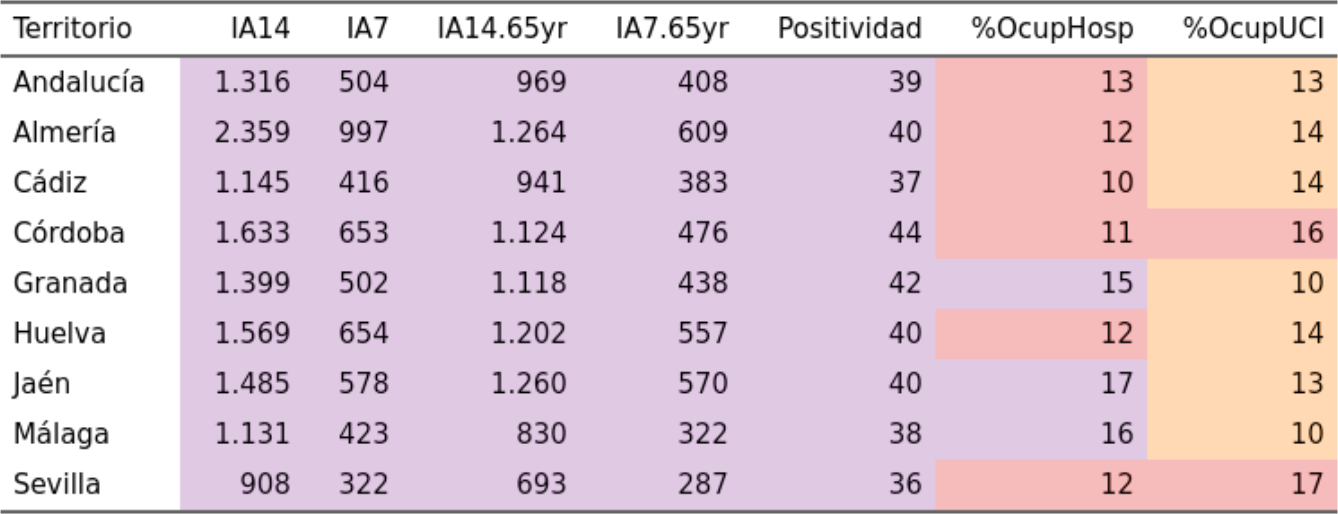 Territorio IA14 IA7 IA14.65yr IA7.65yr Positividad %OcupHosp %OcupUCI
Andalucía 1.316 504 969 408 39 13 13
Almería 2.359 997 1.264 609 40 12 14
Cádiz 1.145 416 941 383 37 10 14
Córdoba 1.633 653 1.124 476 44 11 16
Granada 1.399 502 1.118 438 42 15 10
Huelva 1.569 654 1.202 557 40 12 14
Jaén 1.485 578 1.260 570 40 17 13
Málaga 1.131 423 830 322 38 16 10
Sevilla 908 322 693 287 36 12 17